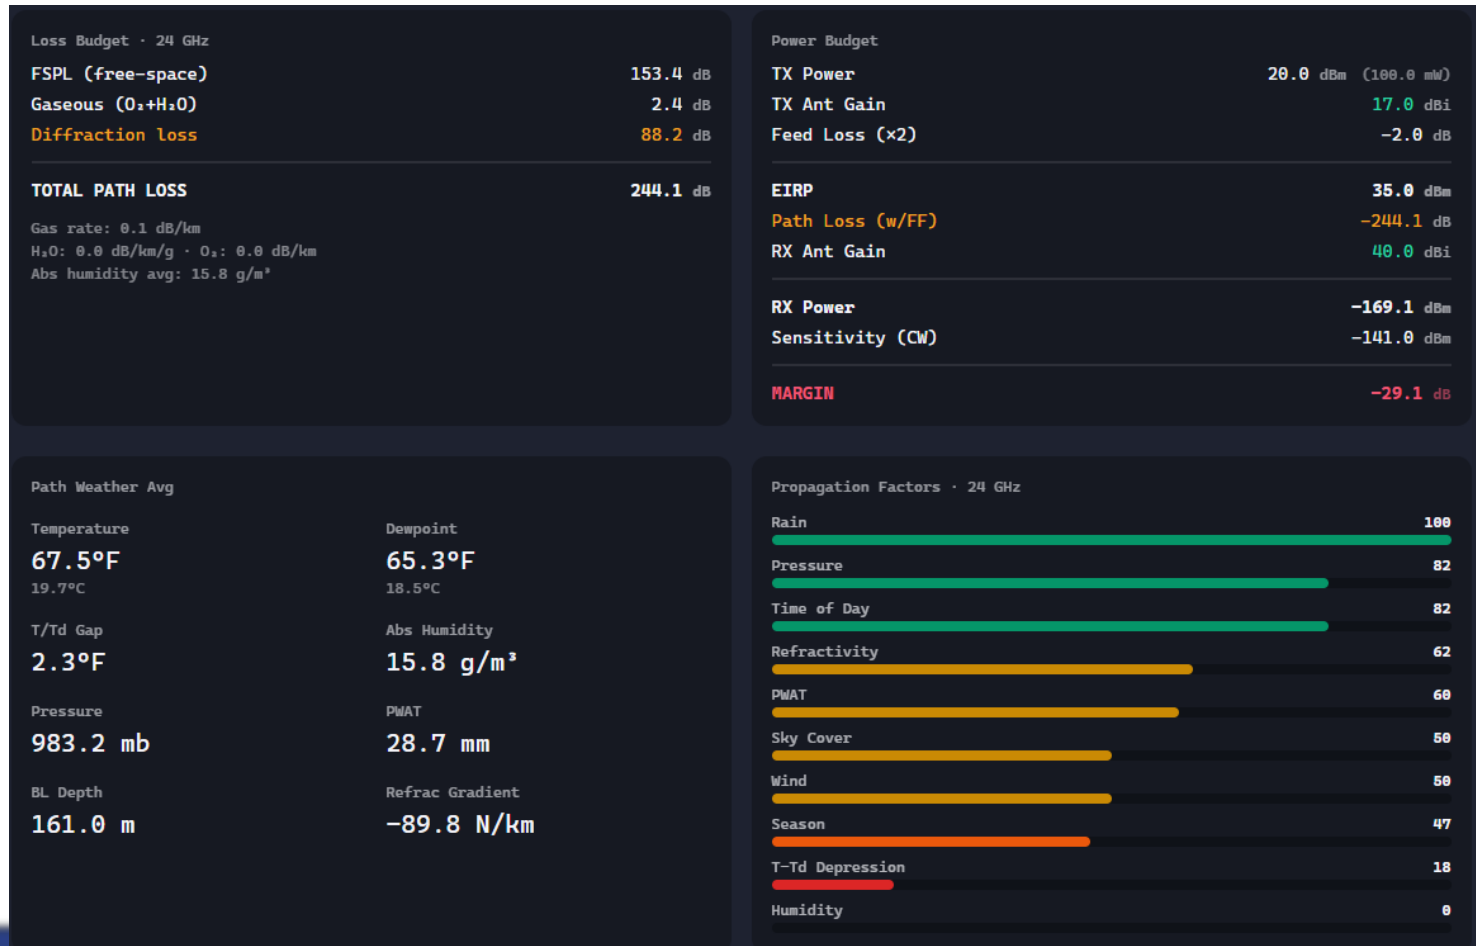 Loss Budget · 24 GHz
FSPL (free-space) 153.4 dB
Gaseous (O₂+H₂O) 2.4 dB
Diffraction loss 88.2 dB
TOTAL PATH LOSS 244.1 dB
Gas rate: 0.1 dB/km
H₂O: 0.0 dB/km/g · O₂: 0.0 dB/km
Abs humidity avg: 15.8 g/m³
Power Budget
TX Power 20.0 dBm (100.0 mW)
TX Ant Gain 17.0 dBi
Feed Loss (×2) −2.0 dB
EIRP 35.0 dBm
Path Loss (w/FF) −244.1 dB
RX Ant Gain 40.0 dBi
RX Power −169.1 dBm
Sensitivity (CW) −141.0 dBm
MARGIN −29.1 dB
Path Weather Avg
Temperature Dewpoint
67.5°F 65.3°F
19.7°C 18.5°C
T/Td Gap Abs Humidity
2.3°F 15.8 g/m³
Pressure PWAT
983.2 mb 28.7 mm
BL Depth Refrac Gradient
161.0 m −89.8 N/km
Propagation Factors · 24 GHz
Rain 100
Pressure 82
Time of Day 82
Refractivity 62
PWAT 60
Sky Cover 50
Wind 50
Season 47
T−Td Depression 18
Humidity 0